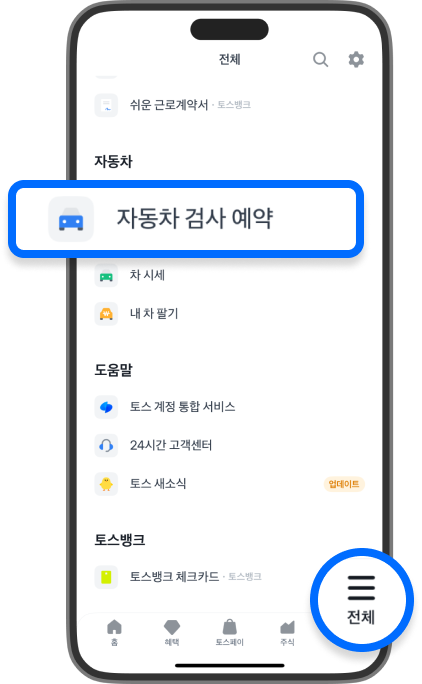 전체
쉬운 근로계약서 · 토스뱅크
자동차
자동차 검사 예약
차 시세
내 차 팔기
도움말
토스 계정 통합 서비스
24시간 고객센터
토스 새소식
업데이트
토스뱅크
토스뱅크 체크카드 · 토스뱅크
전체
홈
혜택
토스페이
주식